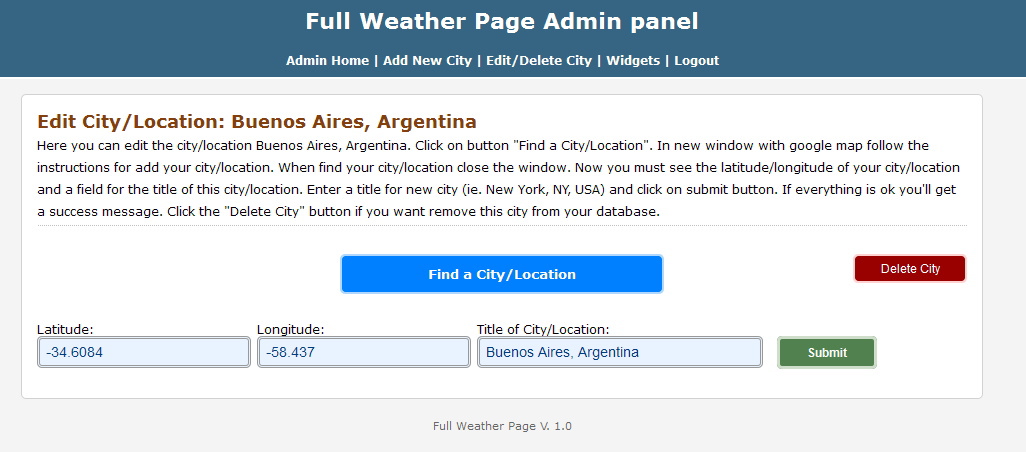 Full Weather Page Admin panel
Admin Home | Add New City | Edit/Delete City | Widgets | Logout
Edit City/Location: Buenos Aires, Argentina
Here you can edit the city/location Buenos Aires, Argentina. Click on button "Find a City/Location". In new window with google map follow the
instructions for add your city/location. When find your city/location close the window. Now you must see the latitude/longitude of your city/location
and a field for the title of this city/location. Enter a title for new city (ie. New York, NY, USA) and click on submit button. If everything is ok you'll get
a success message. Click the "Delete City" button if you want remove this city from your database.
Find a City/Location
Delete City
Latitude:
Longitude:
Title of City/Location:
-34.6084
-58.437
Buenos Aires, Argentina
Submit
Full Weather Page V. 1.0